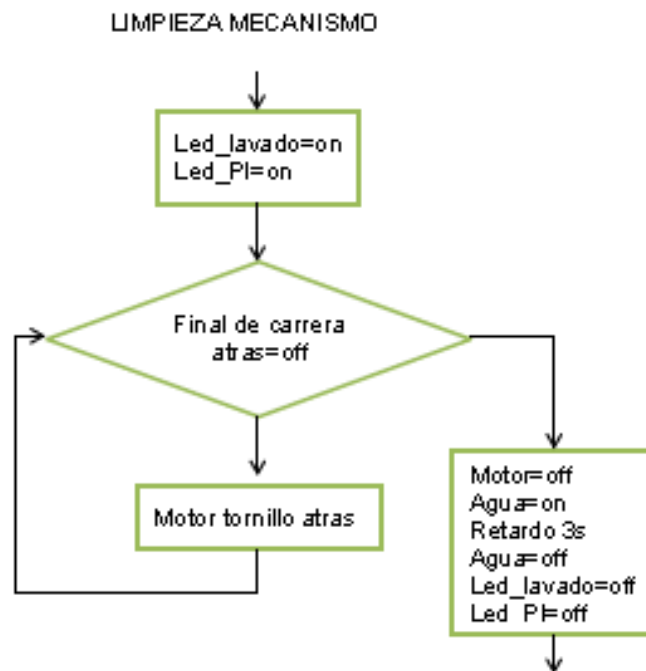 LIMPIEZA MECANISMO
Led_lavado=on
Led_PI=on
Final de carrera
atras=off
Motor tornillo atras
Motor=off
Agua=on
Retardo 3s
Agua=off
Led_lavado=off
Led_PI=off